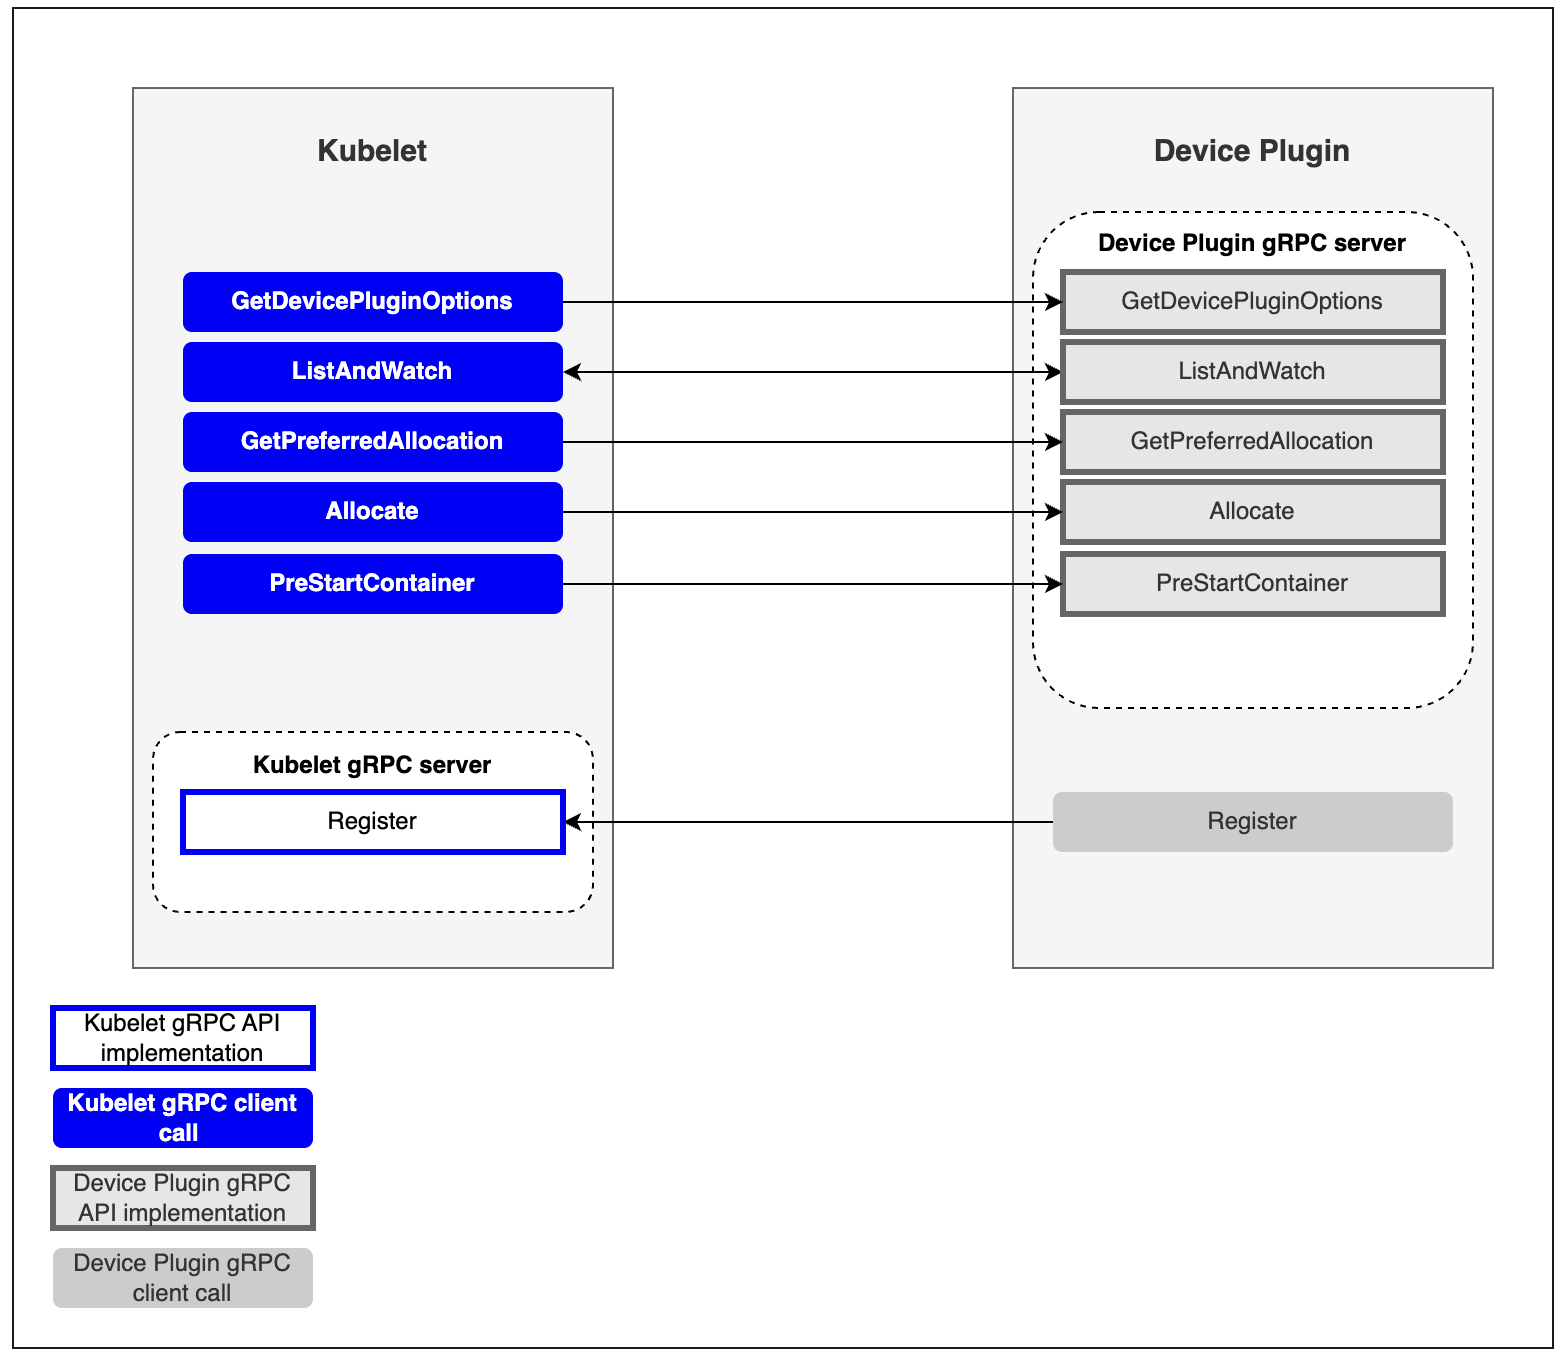 Kubelet
Device Plugin
Device Plugin gRPC server
GetDevicePluginOptions
GetDevicePluginOptions
ListAndWatch
ListAndWatch
GetPreferredAllocation
GetPreferredAllocation
Allocate
Allocate
PreStartContainer
PreStartContainer
Kubelet gRPC server
Register
Register
Kubelet gRPC API
implementation
Kubelet gRPC client
call
Device Plugin gRPC
API implementation
Device Plugin gRPC
client call